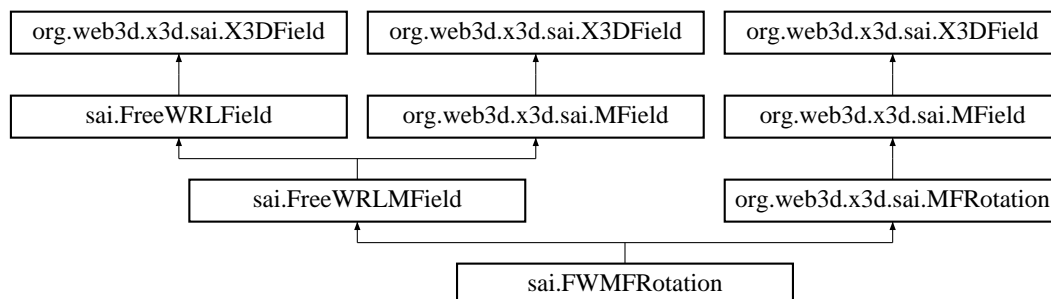 org.web3d.x3d.sai.X3DField org.web3d.x3d.sai.X3DField org.web3d.x3d.sai.X3DField
sai.FreeWRLField org.web3d.x3d.sai.MField org.web3d.x3d.sai.MField
sai.FreeWRLMField org.web3d.x3d.sai.MFRotation
sai.FWMFRotation